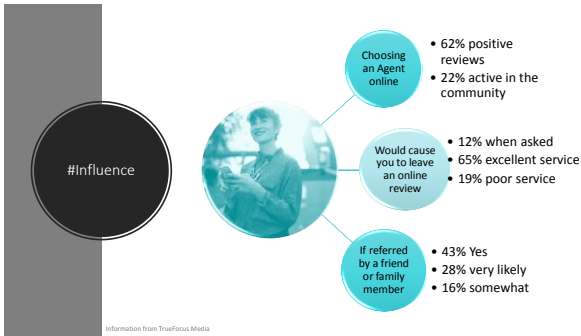 #Influence
Choosing
an Agent
online
• 62% positive
reviews
• 22% active in the
community
Would cause
you to leave
an online
review
• 12% when asked
• 65% excellent service
• 19% poor service
If referred
by a friend
or family
member
• 43% Yes
• 28% very likely
• 16% somewhat
Information from TrueFocus Media